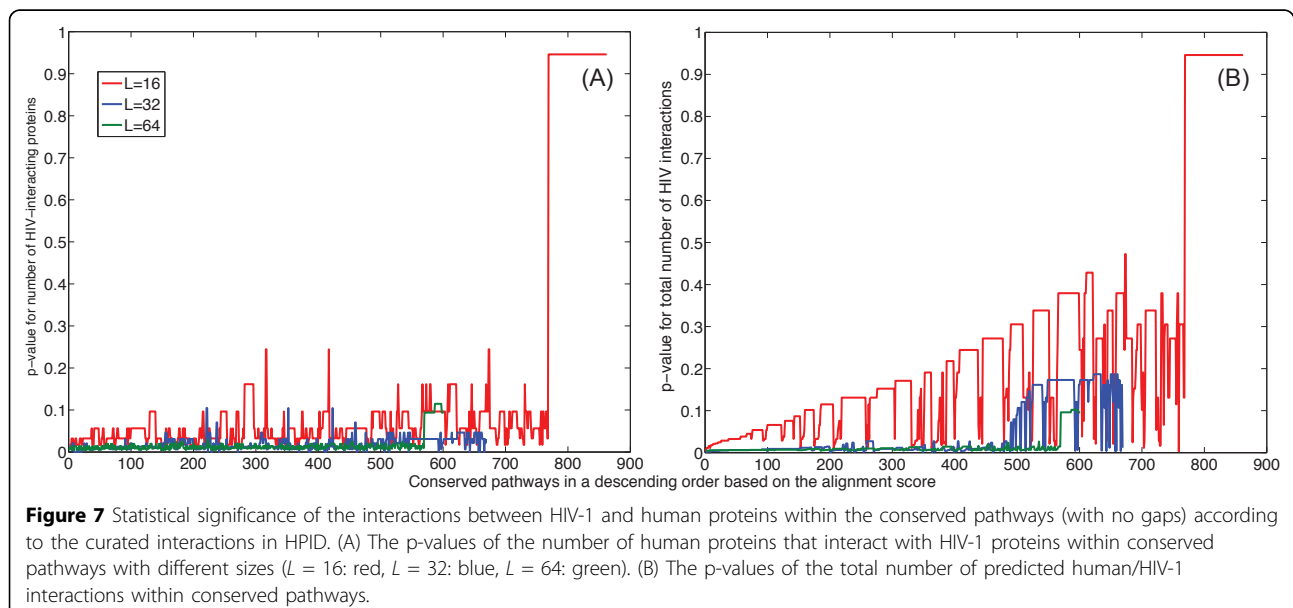 1
0.9
0.8
0.7
0.6
0.5
0.4
0.3
0.2
0.1
0
0 100 200 300 400 500 600 700 800 900
p-value for number of HIV-interacting proteins
L=16
L=32
L=64
(A)
1
0.9
0.8
0.7
0.6
0.5
0.4
0.3
0.2
0.1
0
0 100 200 300 400 500 600 700 800 900
p-value for total number of HIV interactions
(B)
Conserved pathways in a descending order based on the alignment score
Figure 7 Statistical significance of the interactions between HIV-1 and human proteins within the conserved pathways (with no gaps) according
to the curated interactions in HPID. (A) The p-values of the number of human proteins that interact with HIV-1 proteins within conserved
pathways with different sizes (L = 16: red, L = 32: blue, L = 64: green). (B) The p-values of the total number of predicted human/HIV-1
interactions within conserved pathways.